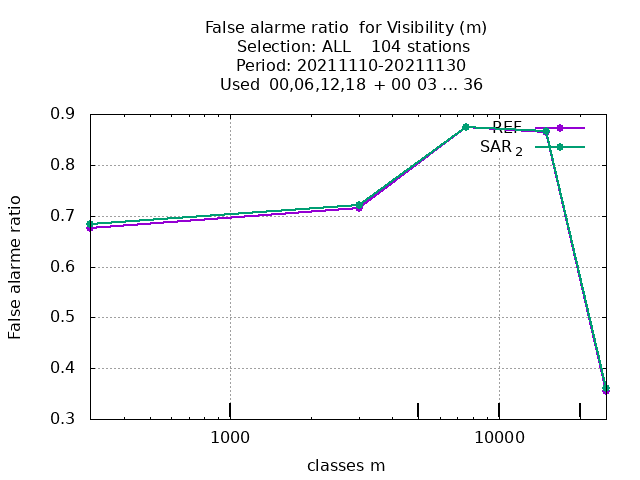 False alarme ratio  for Visibility (m)
Selection: ALL    104 stations
Period: 20211110-20211130
Used  00,06,12,18  + 00 03 ... 36
0.9
0.8
0.7
0.6
0.5
0.4
0.3
False alarme ratio
REF
SAR 2
1000
10000
classes m